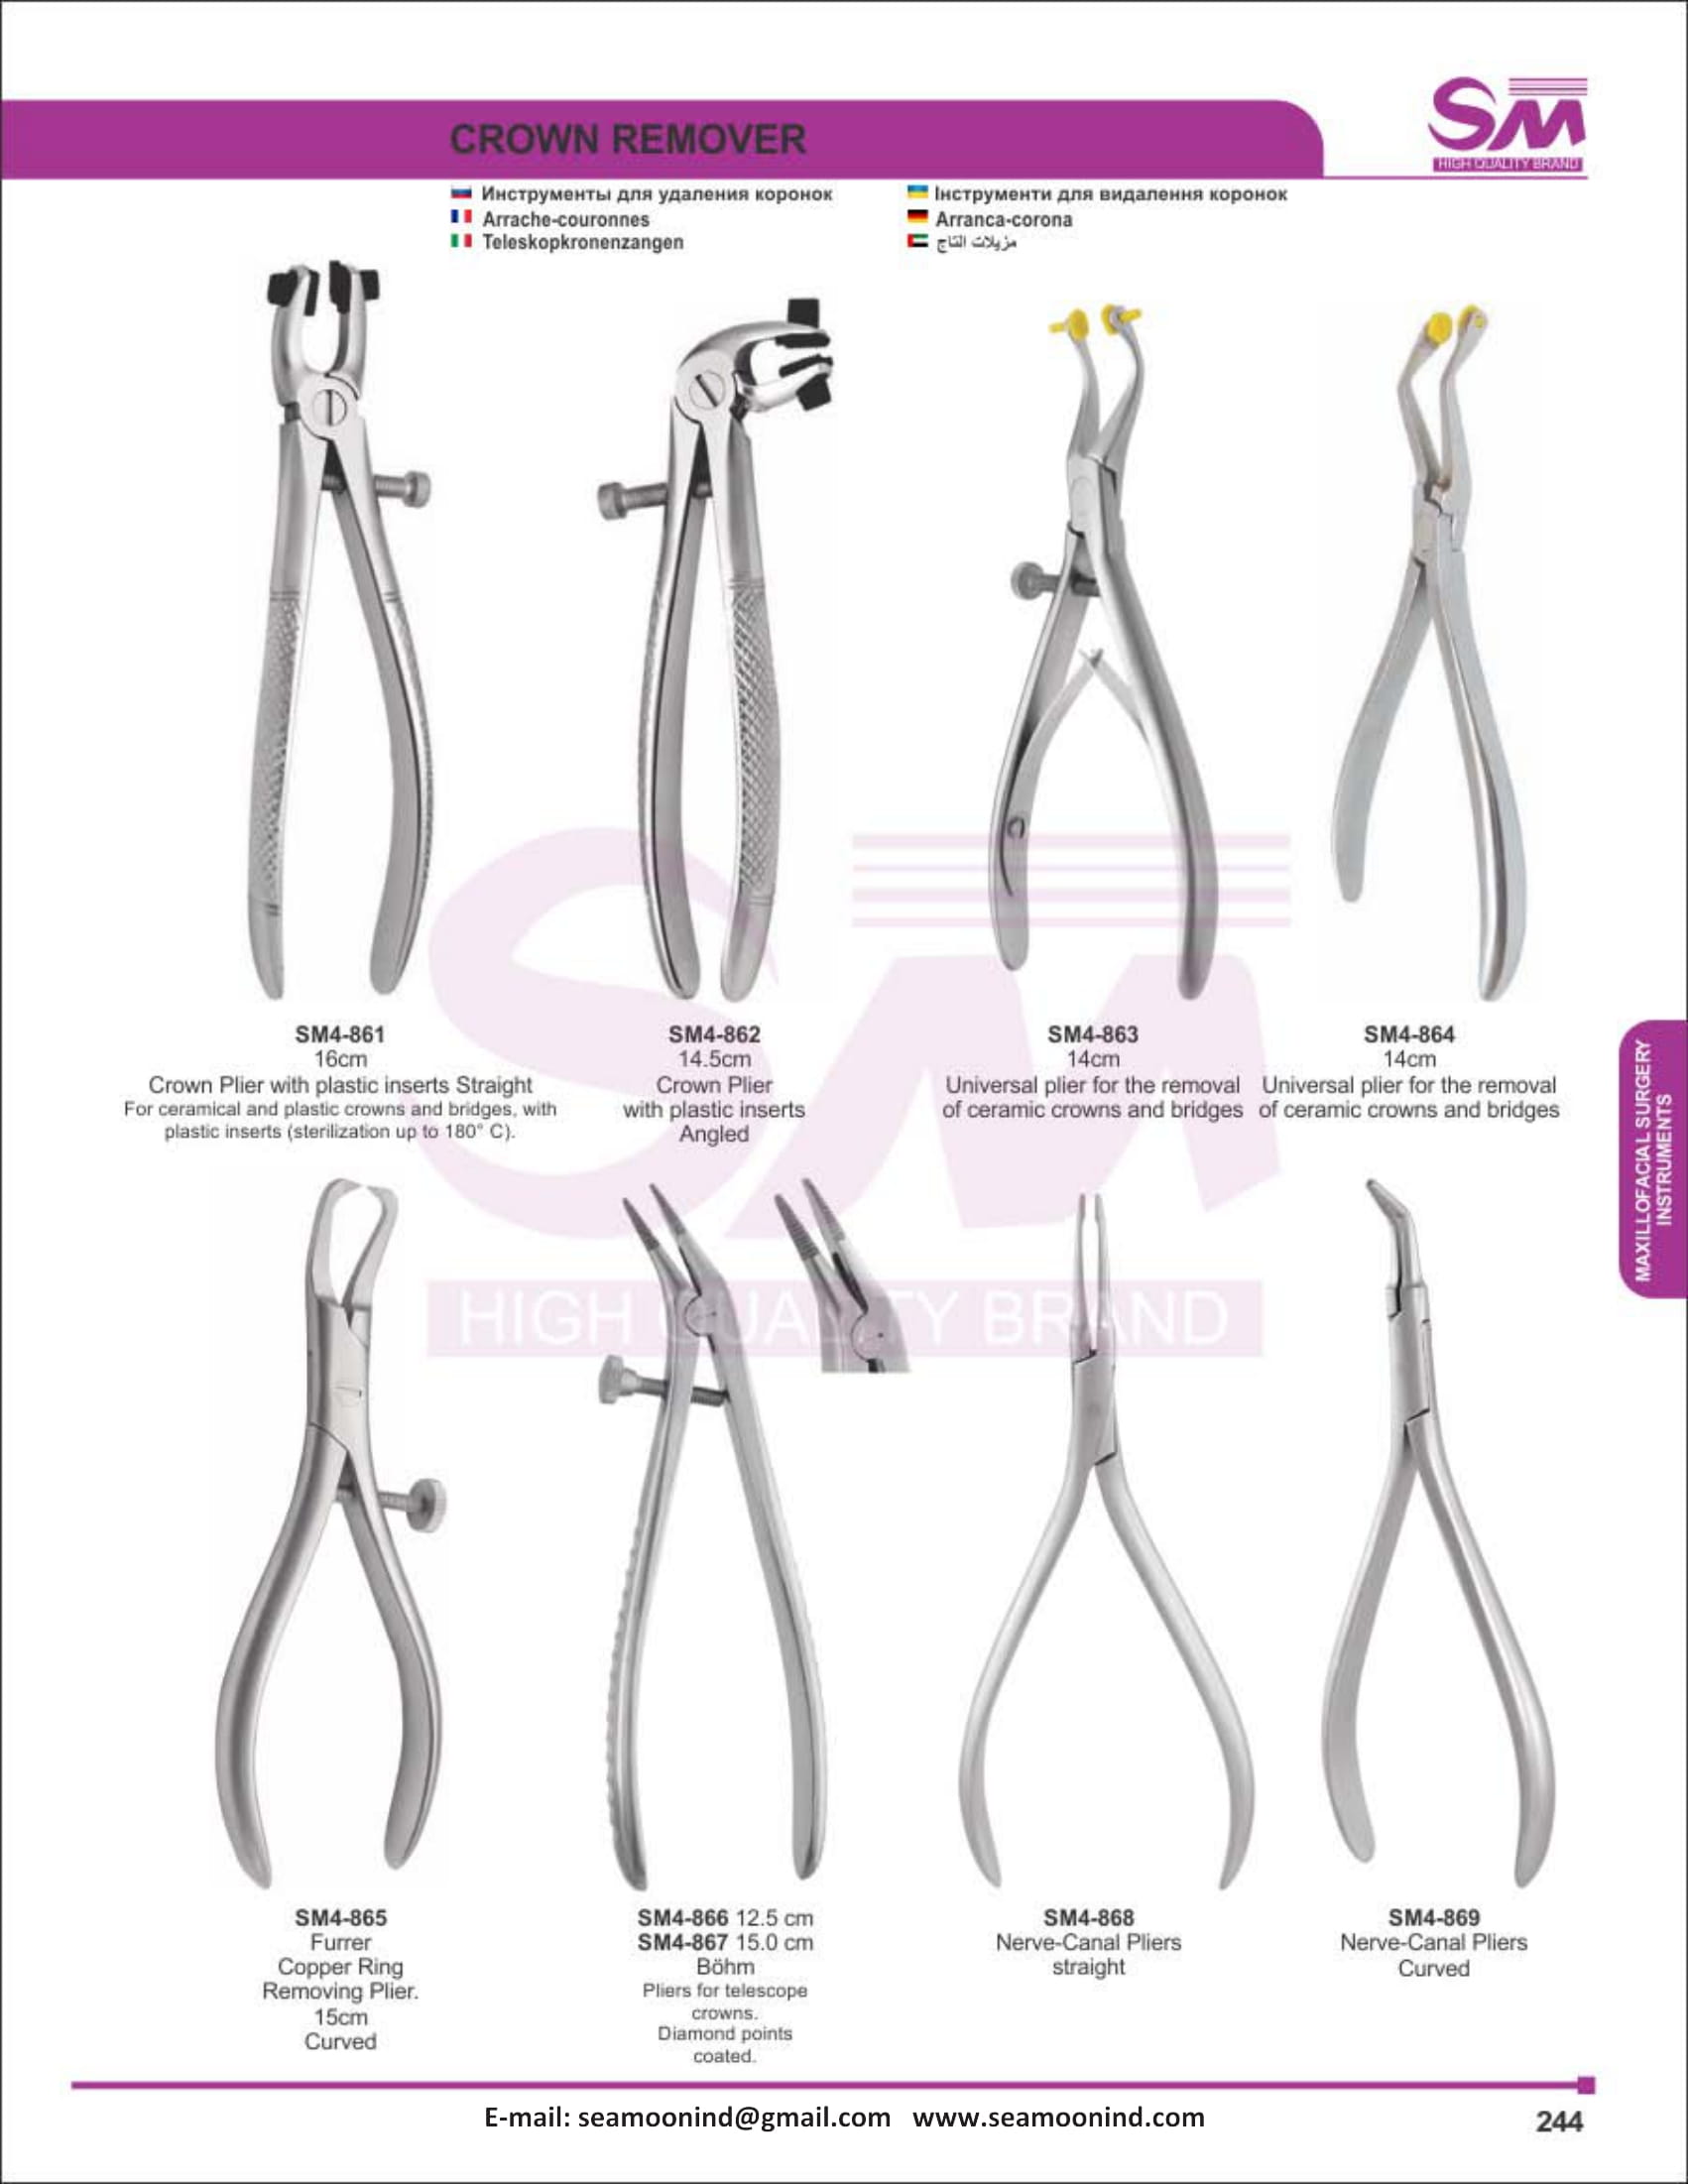 SM
HIGH QUALITY BRAND
CROWN REMOVER
Инструменты для удаления коронок
Arrache-couronnes
Teleskopkronenzangen
Інструменти для видалення коронок
Arranca-corona
مزيلات التاج
SM4-861
16cm
Crown Plier with plastic inserts Straight
For ceramical and plastic crowns and bridges, with
plastic inserts (sterilization up to 180° C).
SM4-862
14.5cm
Crown Plier
with plastic inserts
Angled
SM4-863
14cm
Universal plier for the removal
of ceramic crowns and bridges
SM4-864
14cm
Universal plier for the removal
of ceramic crowns and bridges
MAXILLOFACIAL SURGERY
INSTRUMENTS
SM
HIGH QUALITY BRAND
SM4-865
Furrer
Copper Ring
Removing Plier.
15cm
Curved
SM4-866 12.5 cm
SM4-867 15.0 cm
Böhm
Pliers for telescope
crowns.
Diamond points
coated.
SM4-868
Nerve-Canal Pliers
straight
SM4-869
Nerve-Canal Pliers
Curved
E-mail: seamoonind@gmail.com www.seamoonind.com
244